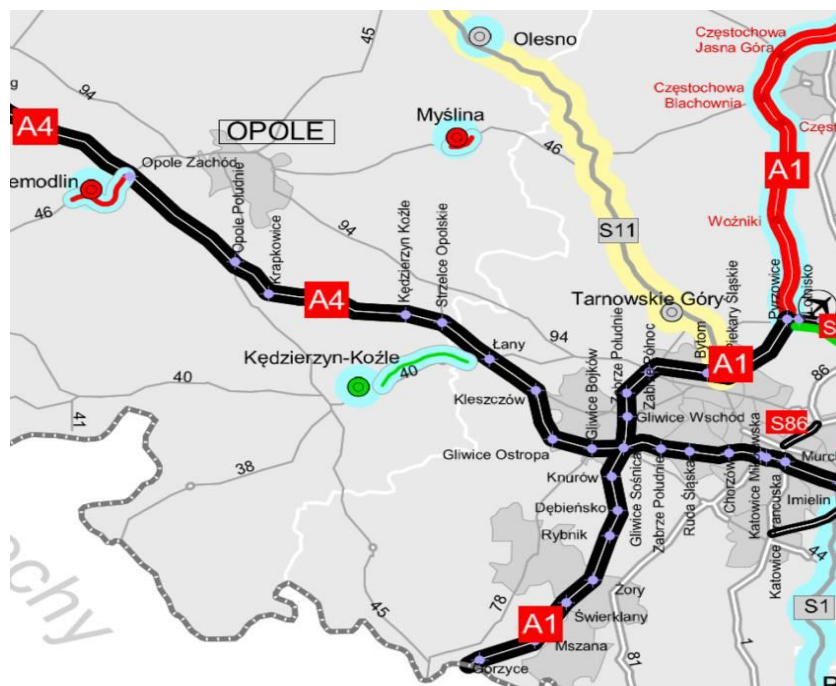 45
Olesno
Częstochowa
Jasna Góra
94
Myślina
Częstochowa
Blachownia
OPOLE
A4
Opole Zachód
46
A1
emodlin
46
Opole Południe
Krapkowice
94
Kędzierzyn Koźle
Strzelce Opolskie
S11
Woźniki
Pyrzowice
Lotnisko
A4
Tarnowskie Góry
Piekary Śląskie
S
94
Zabrze Południe
Zabrze Północ
Bytom
A1
Łany
Kędzierzyn-Koźle
40
40
Kleszczów
Gliwice Bojków
86
41
Gliwice Wschód
S86
Gliwice Ostropa
38
Knurów
Gliwice Sośnica
Zabrze Południe
Ruda Śląska
Chorzów
Murc
Imielin
Dębieńsko
Rybnik
44
ochy
45
78
Żory
S1
A1
Świerklany
Mszana
Gorzyce
81
1